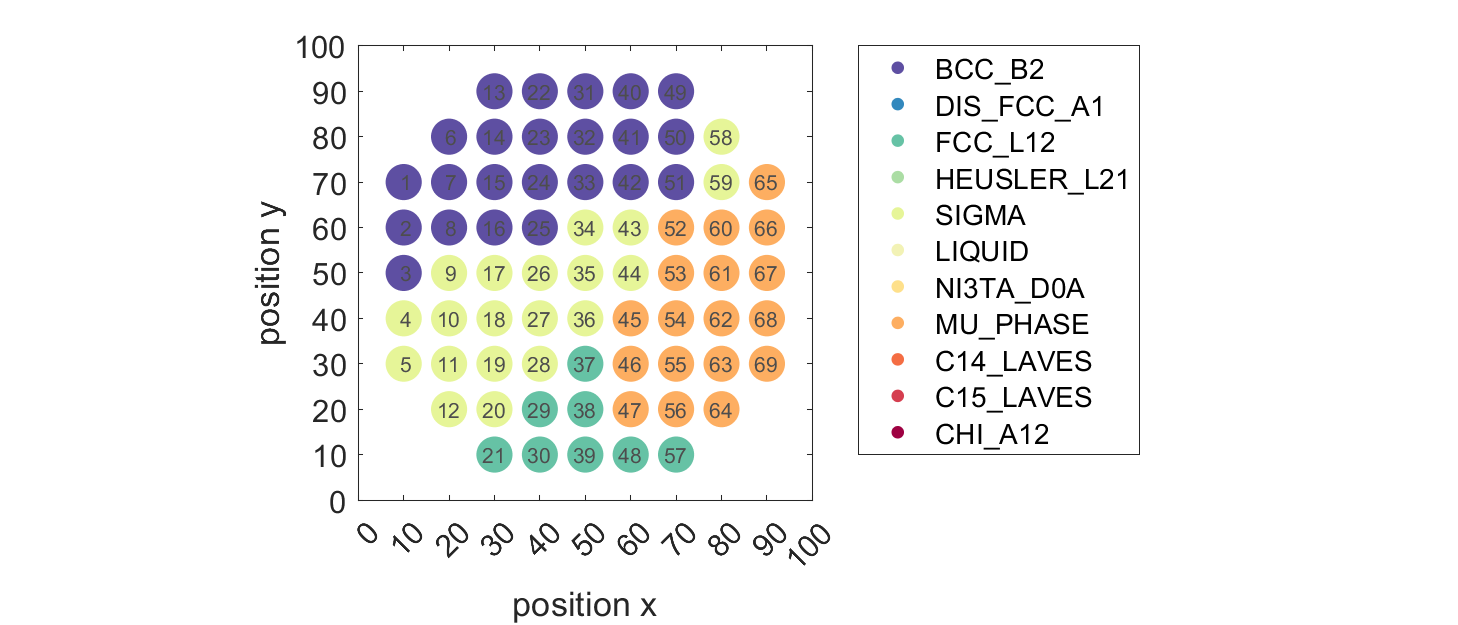 100
90
80
70
60
50
40
30
20
10
0
position y
13 22 31 40 49
6 14 23 32 41 50 58
1 7 15 24 33 42 51 59 65
2 8 16 25 34 43 52 60 66
3 9 17 26 35 44 53 61 67
4 10 18 27 36 45 54 62 68
5 11 19 28 37 46 55 63 69
12 20 29 38 47 56 64
21 30 39 48 57
0 10 20 30 40 50 60 70 80 90 100
position x
BCC_B2
DIS_FCC_A1
FCC_L12
HEUSLER_L21
SIGMA
LIQUID
NI3TA_D0A
MU_PHASE
C14_LAVES
C15_LAVES
CHI_A12